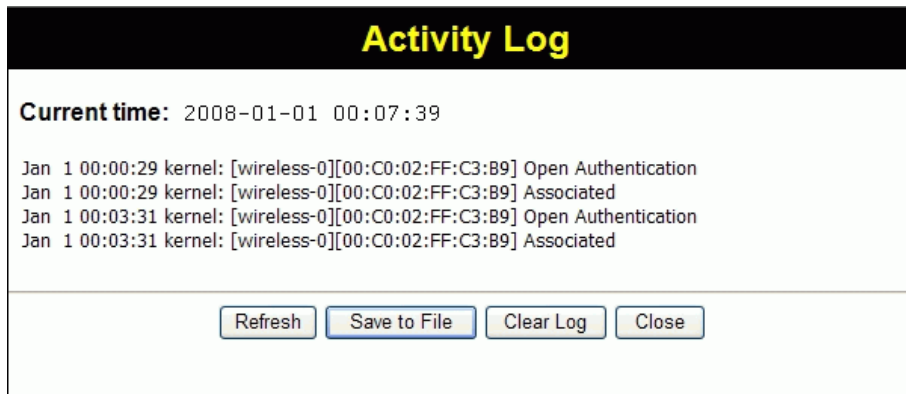 Activity Log
Current time: 2008-01-01 00:07:39
Jan 1 00:00:29 kernel: [wireless-0][00:C0:02:FF:C3:B9] Open Authentication
Jan 1 00:00:29 kernel: [wireless-0][00:C0:02:FF:C3:B9] Associated
Jan 1 00:03:31 kernel: [wireless-0][00:C0:02:FF:C3:B9] Open Authentication
Jan 1 00:03:31 kernel: [wireless-0][00:C0:02:FF:C3:B9] Associated
Refresh Save to File Clear Log Close